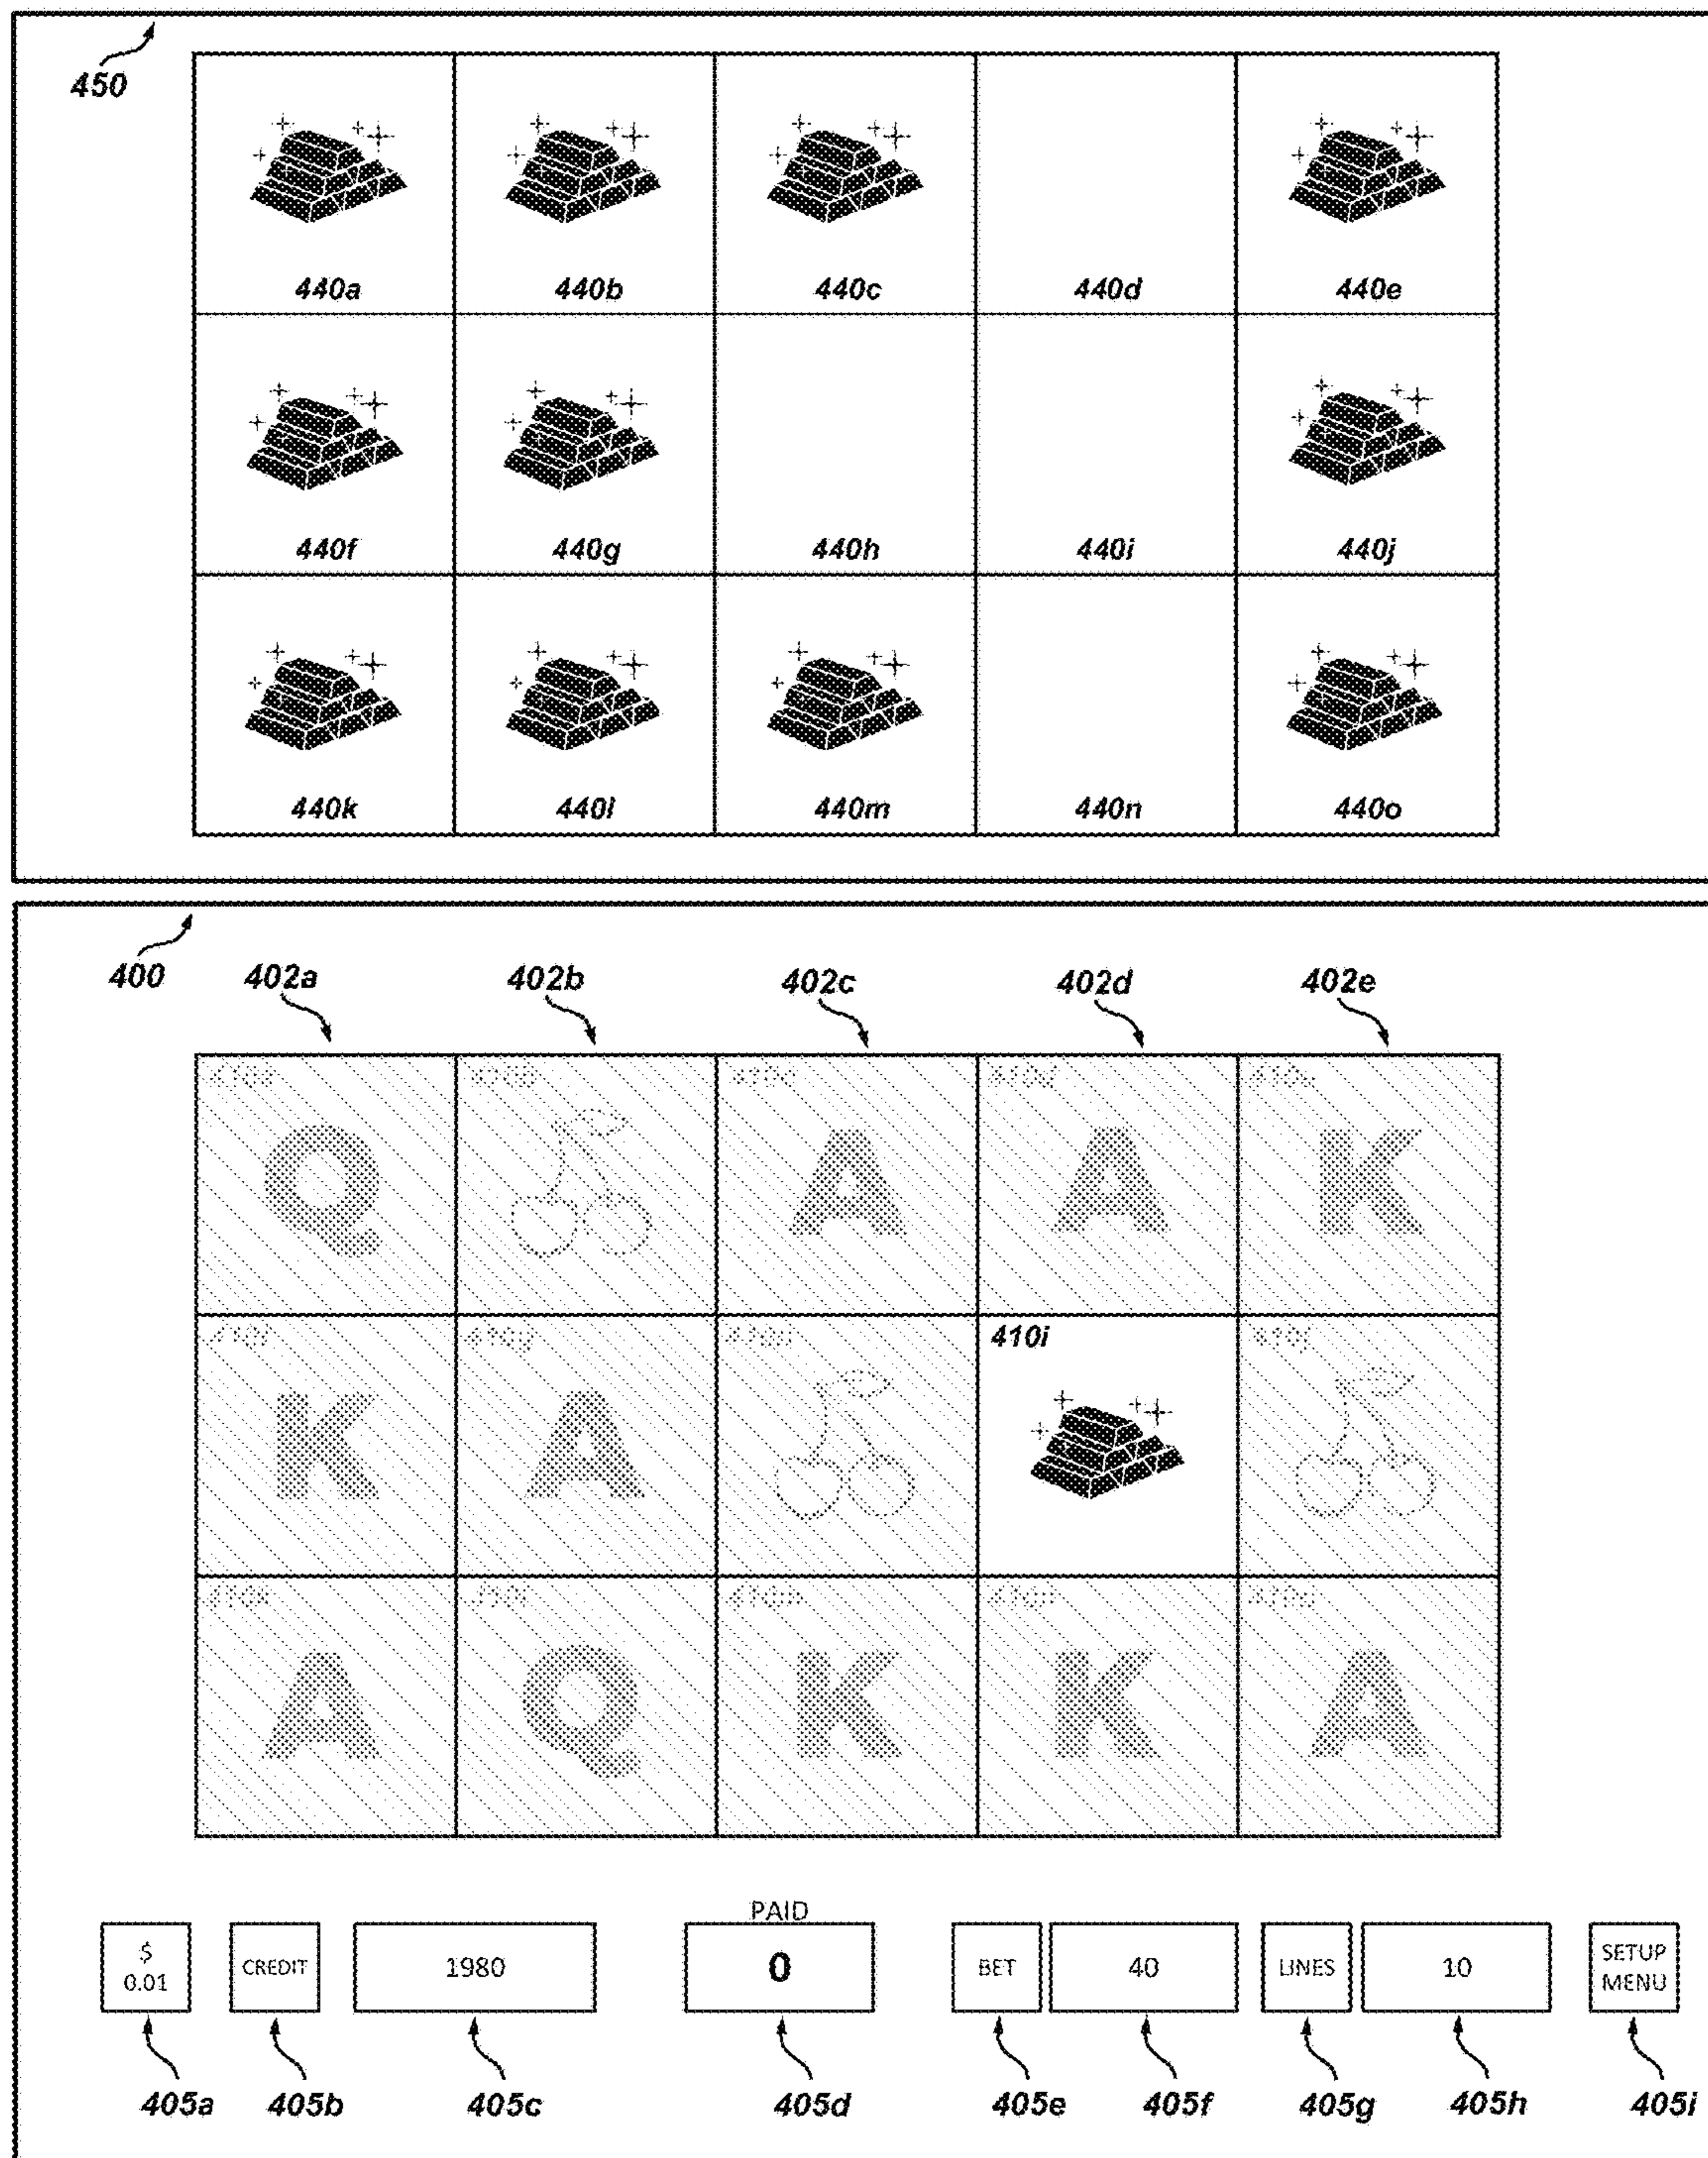 450
440a 440b 440c 440d 440e
440f 440g 440h 440i 440j
440k 440l 440m 440n 440o
400 402a 402b 402c 402d 402e
Q A A K
410i
K A
A Q K K A
PAID
$ 0.01 CREDIT 1980 0 BET 40 LINES 10 SETUP MENU
405a 405b 405c 405d 405e 405f 405g 405h 405i